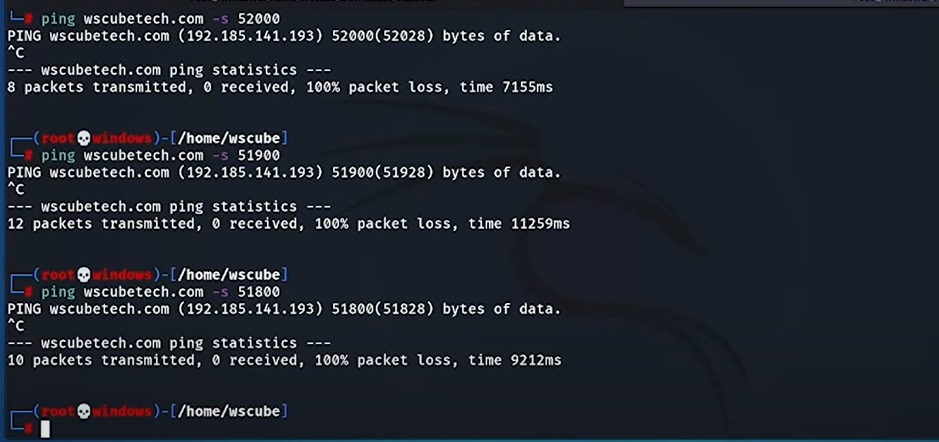 └─# ping wscubetech.com -s 52000
PING wscubetech.com (192.185.141.193) 52000(52028) bytes of data.
^C
--- wscubetech.com ping statistics ---
8 packets transmitted, 0 received, 100% packet loss, time 7155ms
┌──(root💀windows)-[/home/wscube]
└─# ping wscubetech.com -s 51900
PING wscubetech.com (192.185.141.193) 51900(51928) bytes of data.
^C
--- wscubetech.com ping statistics ---
12 packets transmitted, 0 received, 100% packet loss, time 11259ms
┌──(root💀windows)-[/home/wscube]
└─# ping wscubetech.com -s 51800
PING wscubetech.com (192.185.141.193) 51800(51828) bytes of data.
^C
--- wscubetech.com ping statistics ---
10 packets transmitted, 0 received, 100% packet loss, time 9212ms
┌──(root💀windows)-[/home/wscube]
└─#